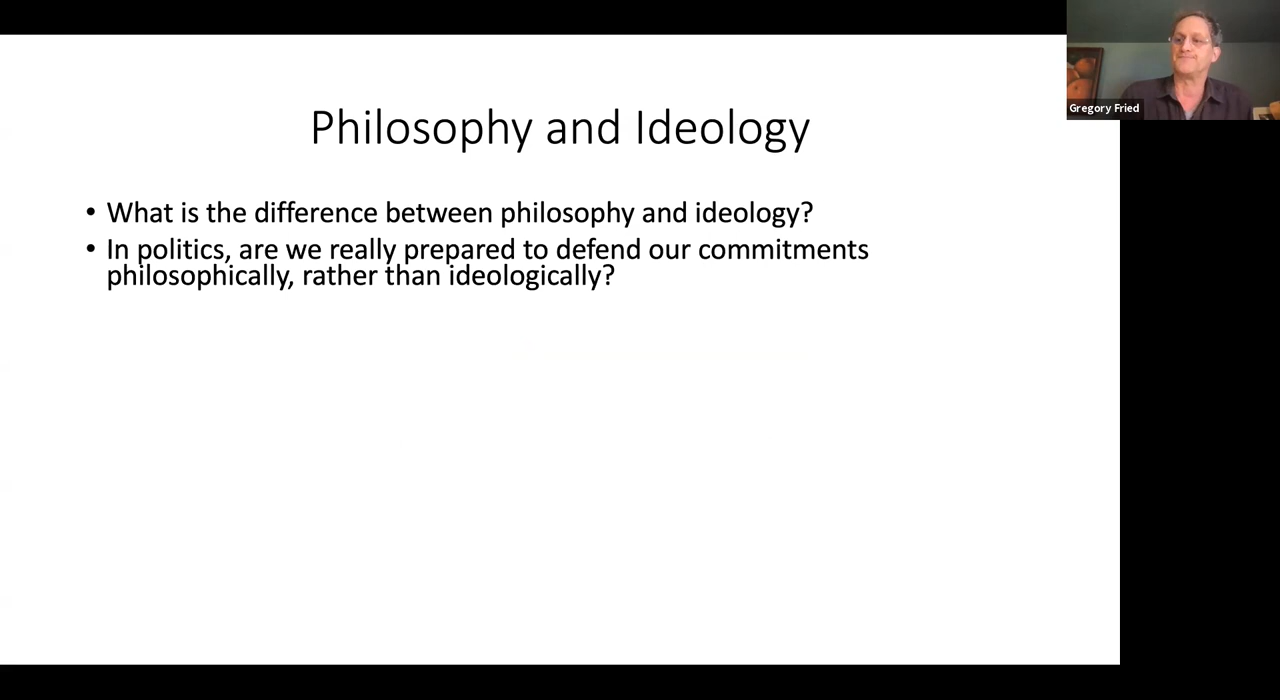 Philosophy and Ideology
• What is the difference between philosophy and ideology?
• In politics, are we really prepared to defend our commitments
philosophically, rather than ideologically?
Gregory Fried